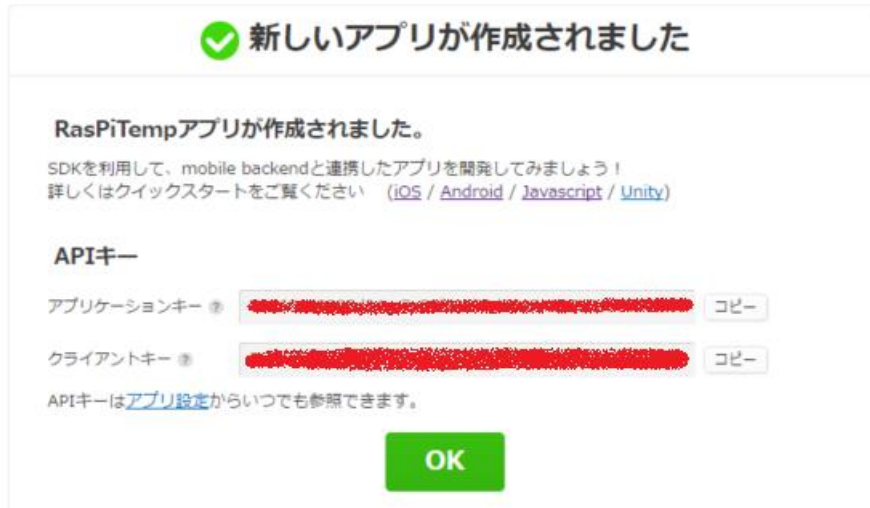 新しいアプリが作成されました
RasPiTempアプリが作成されました。
SDKを利用して、mobile backendと連携したアプリを開発してみましょう！
詳しくはクイックスタートをご覧ください (iOS / Android / Javascript / Unity)
APIキー
アプリケーションキー ? コピー
クライアントキー ? コピー
APIキーはアプリ設定からいつでも参照できます。
OK